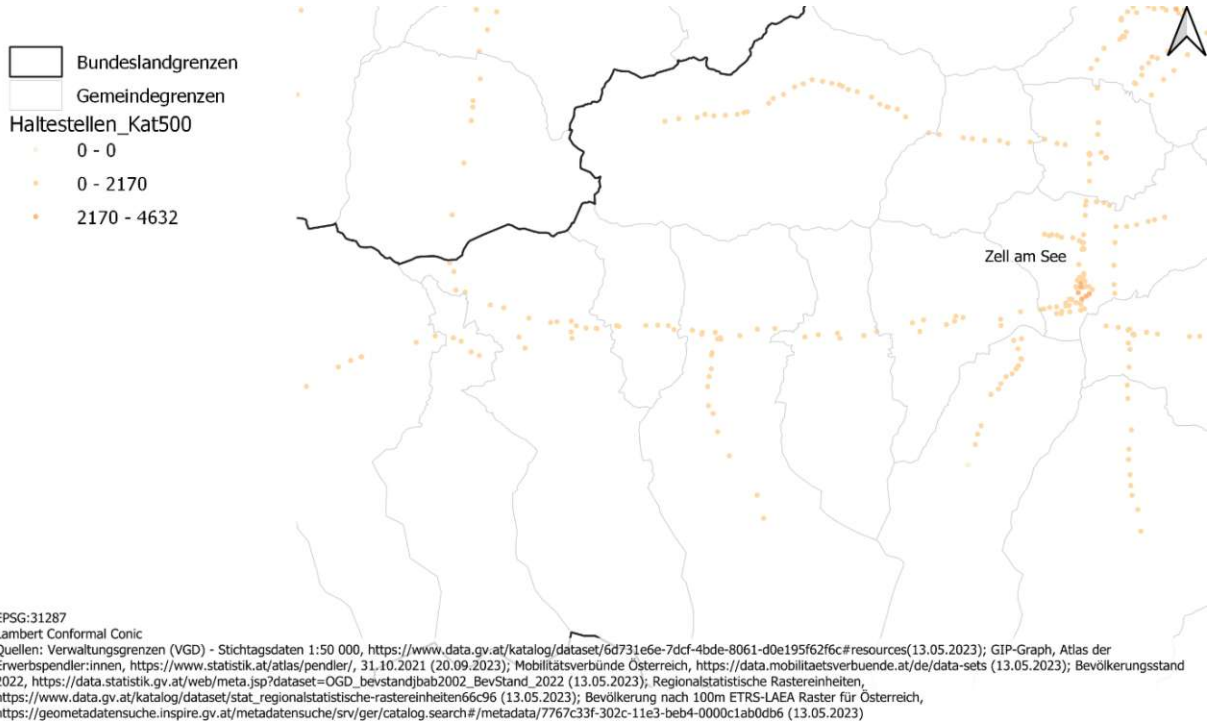 Bundeslandgrenzen
Gemeindegrenzen
Haltestellen_Kat500
0 - 0
0 - 2170
2170 - 4632
Zell am See
EPSG:31287
Lambert Conformal Conic
Quellen: Verwaltungsgrenzen (VGD) - Stichtagsdaten 1:50 000, https://www.data.gv.at/katalog/dataset/6d731e6e-7dcf-4bde-8061-d0e195f62f6c#resources(13.05.2023); GIP-Graph, Atlas der
Erwerbspendler:innen, https://www.statistik.at/atlas/pendler/, 31.10.2021 (20.09.2023); Mobilitätsverbünde Österreich, https://data.mobilitaetsverbuende.at/de/data-sets (13.05.2023); Bevölkerungsstand
2022, https://data.statistik.gv.at/web/meta.jsp?dataset=OGD_bevstandjbab2002_BevStand_2022 (13.05.2023); Regionalstatistische Rastereinheiten,
https://www.data.gv.at/katalog/dataset/stat_regionalstatistische-rastereinheiten66c96 (13.05.2023); Bevölkerung nach 100m ETRS-LAEA Raster für Österreich,
https://geometadatensuche.inspire.gv.at/metadatensuche/srv/ger/catalog.search#/metadata/7767c33f-302c-11e3-beb4-0000c1ab0db6 (13.05.2023)